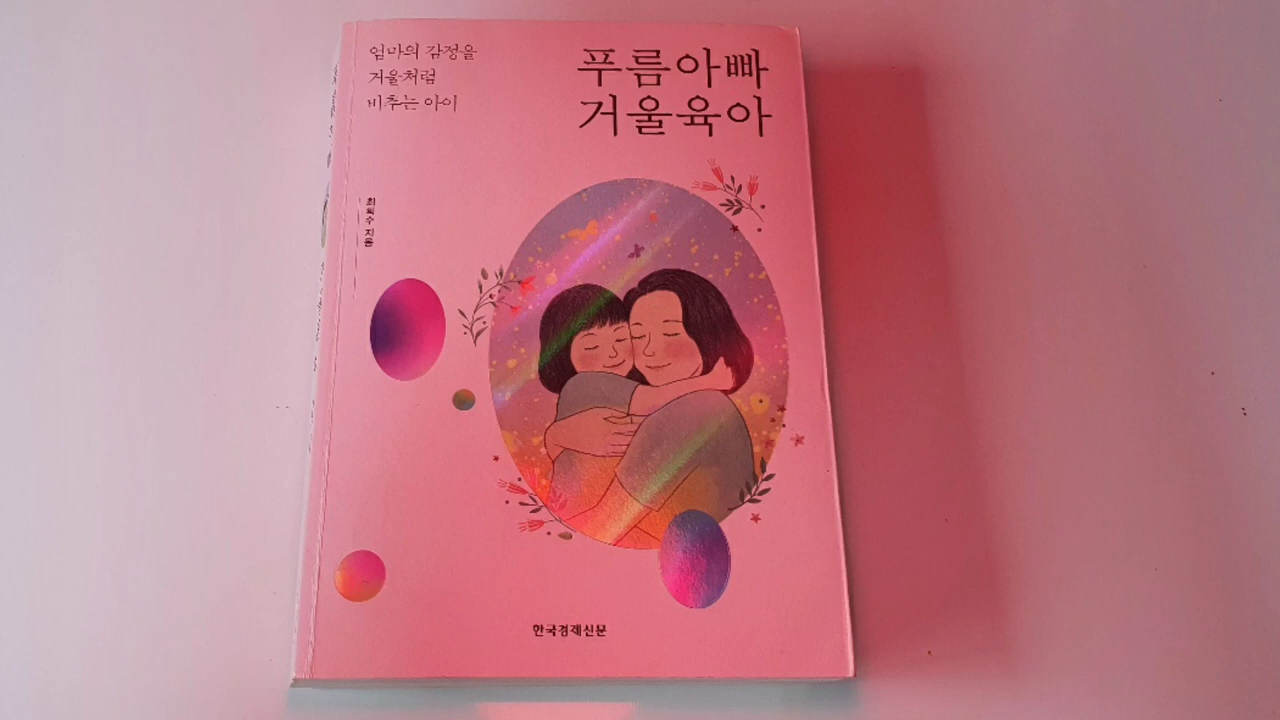 엄마의 감정을
거울처럼
비추는 아이
푸름아빠
거울육아
최희수 지음
한국경제신문